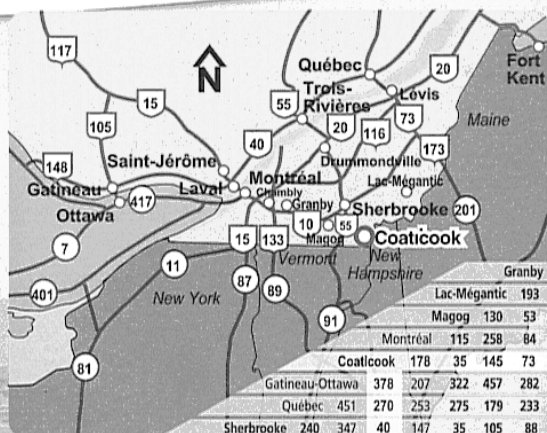 117
Québec
20
Fort
Kent
N
Trois-
Rivières
Lévis
15
55
Maine
105
20
73
40
116
173
Saint-Jérôme
Drummondville
148
Montréal
Lac-Mégantic
Gatineau
Laval
Chambly
417
Granby
Sherbrooke
201
Ottawa
10
55
Magog
Coaticook
7
15
133
New
Hampshire
Vermont
11
401
New York
87
89
91
81
Granby
Lac-Mégantic 193
Magog 130 53
Montréal 115 258 84
Coaticook 178 35 145 73
Gatineau-Ottawa 378 207 322 457 282
Québec 451 270 253 275 179 233
Sherbrooke 240 347 40 147 35 105 88